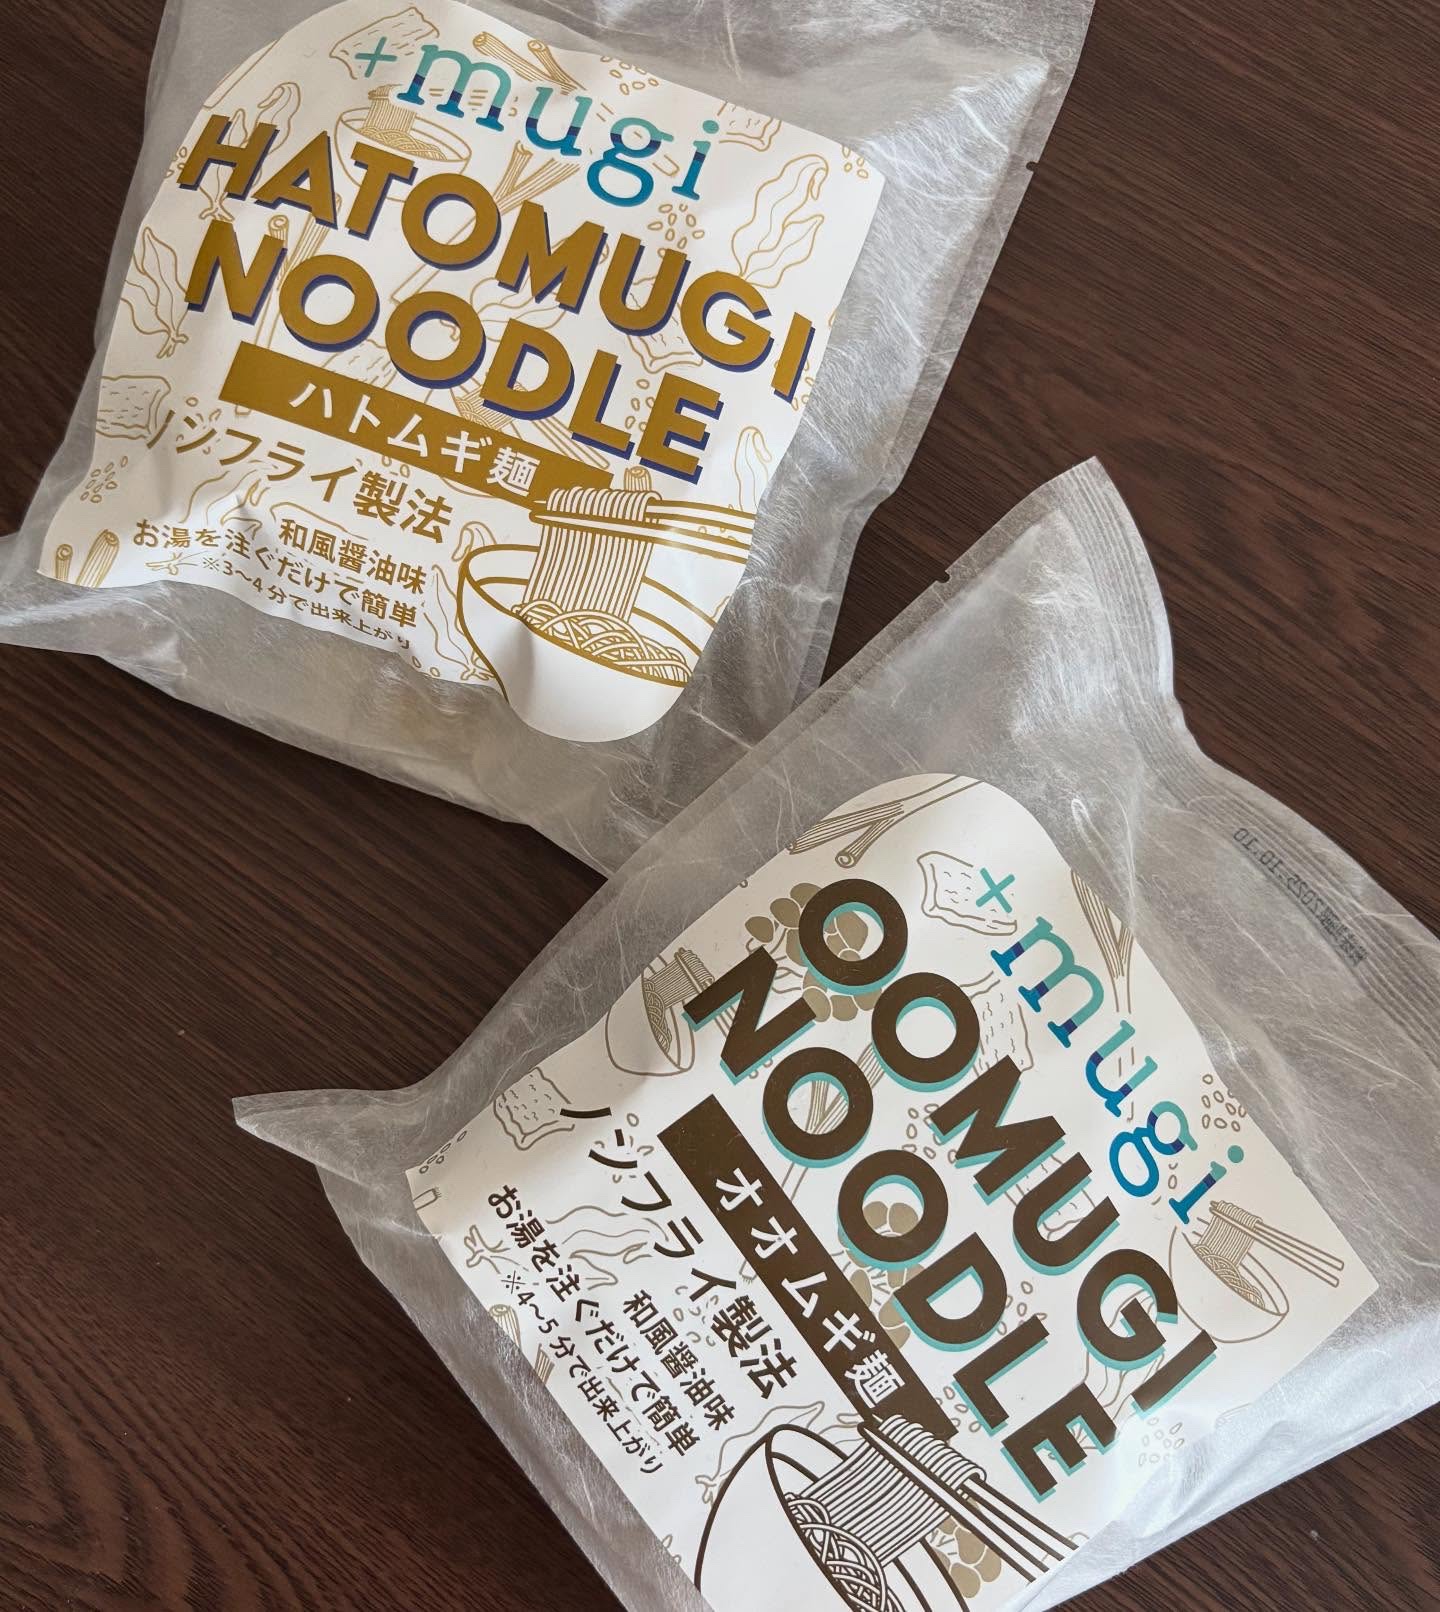 +mugi
HATOMUGI
NOODLE
ハトムギ麺
ノンフライ製法
和風醤油味
お湯を注ぐだけで簡単
※3〜4分で出来上がり
+mugi
OOMUGI
NOODLE
オオムギ麺
ノンフライ製法
和風醤油味
お湯を注ぐだけで簡単
※4〜5分で出来上がり